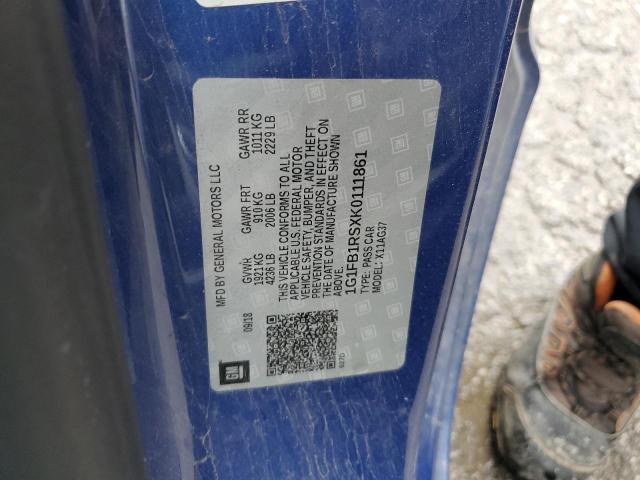 MFD BY GENERAL MOTORS LLC
09/18
GVWR GAWR FRT GAWR RR
1921 KG 910 KG 1011 KG
4236 LB 2006 LB 2229 LB
THIS VEHICLE CONFORMS TO ALL
APPLICABLE U.S. FEDERAL MOTOR
VEHICLE SAFETY, BUMPER, AND THEFT
PREVENTION STANDARDS IN EFFECT ON
THE DATE OF MANUFACTURE SHOWN
ABOVE.
1G1FB1RSXK0111861
TYPE: PASS CAR
MODEL: X11AG37
GM
627D